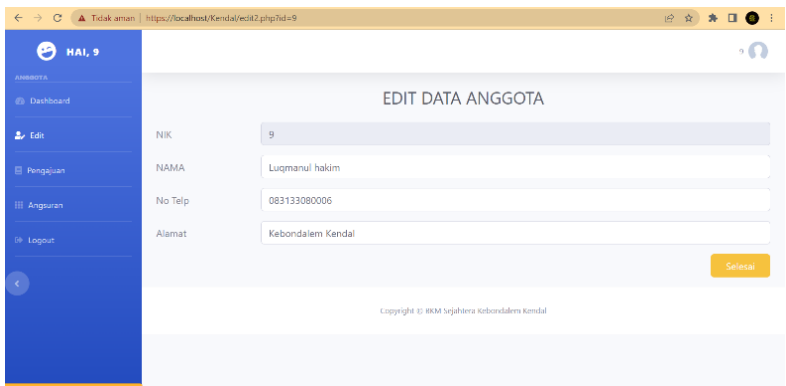 Tidak aman | https://localhost/Kendal/edit2.php?id=9
HAI, 9
9
ANGGOTA
Dashboard
Edit
Pengajuan
Angsuran
Logout
EDIT DATA ANGGOTA
NIK 9
NAMA Luqmanul hakim
No Telp 083133080006
Alamat Kebondalem Kendal
Selesai
Copyright © BKM Sejahtera Kebondalem Kendal